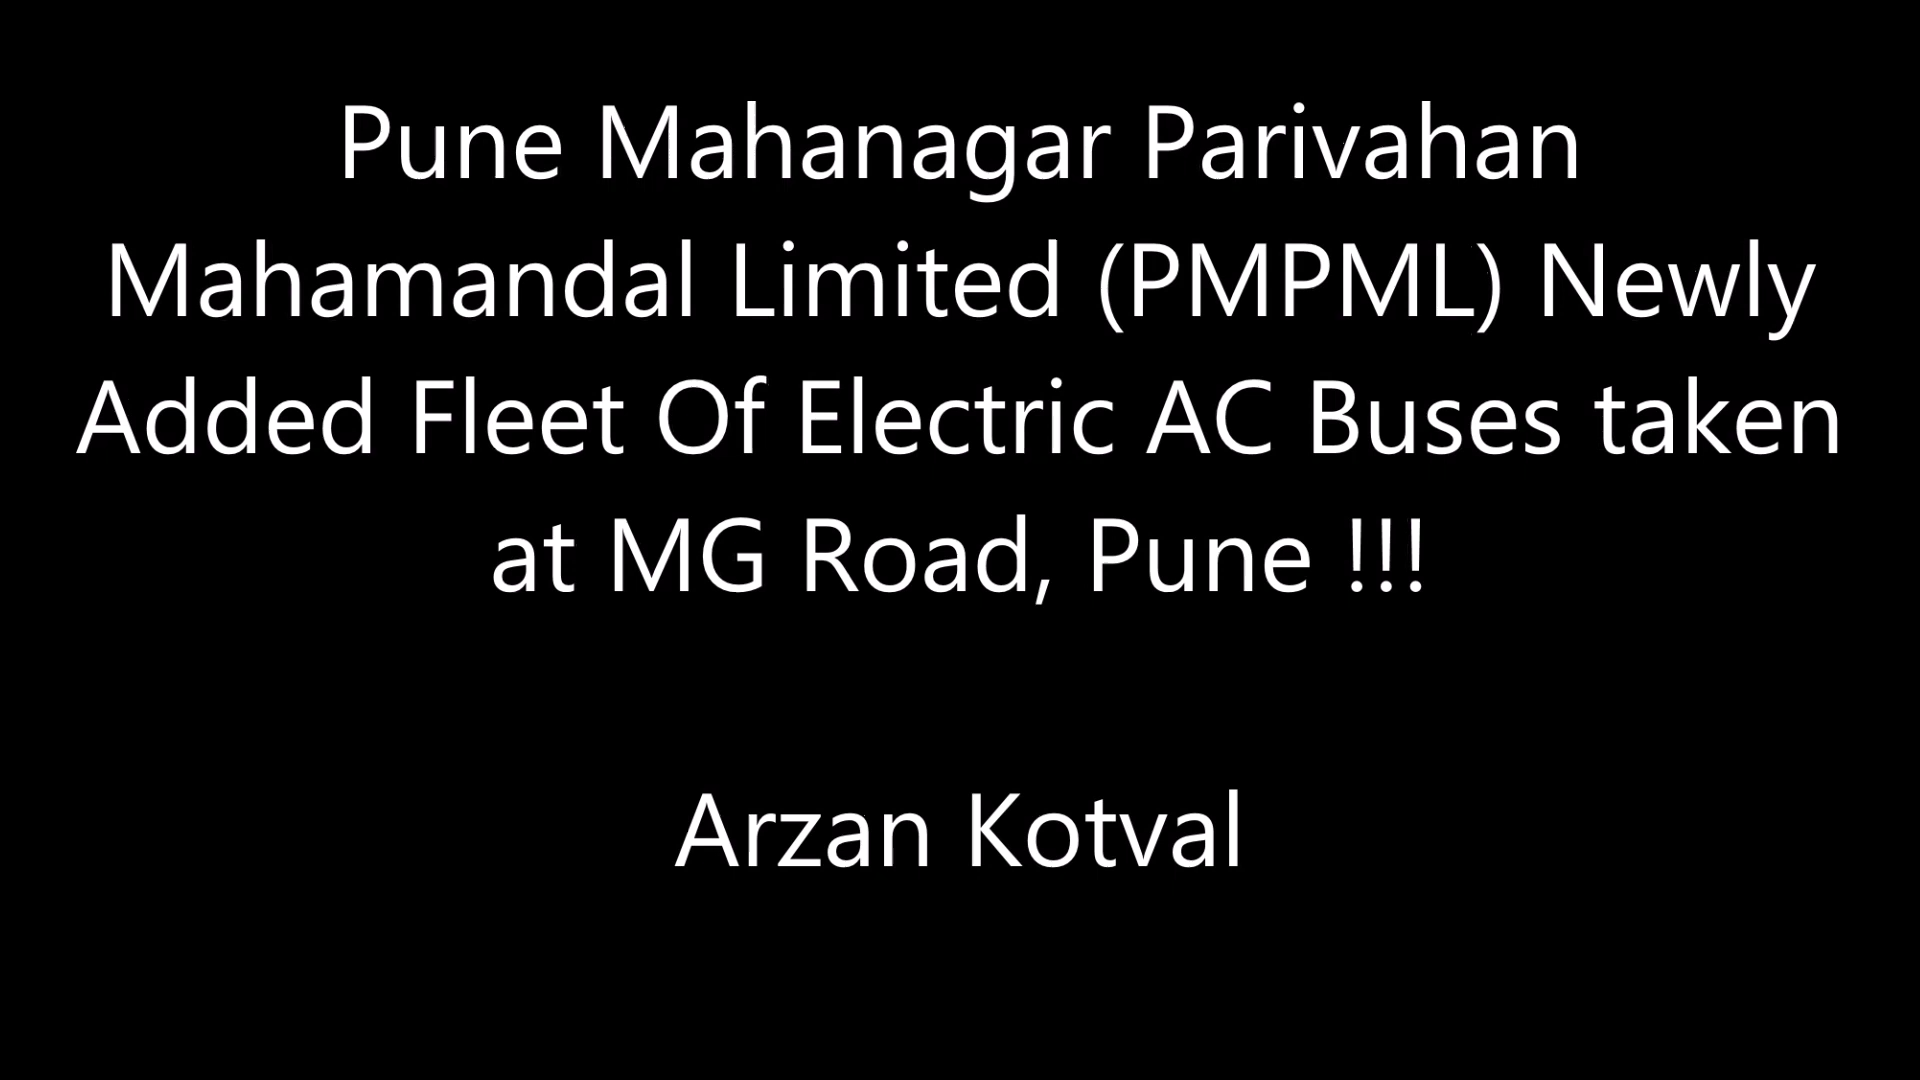 Pune Mahanagar Parivahan
Mahamandal Limited (PMPML) Newly
Added Fleet Of Electric AC Buses taken
at MG Road, Pune !!!
Arzan Kotval